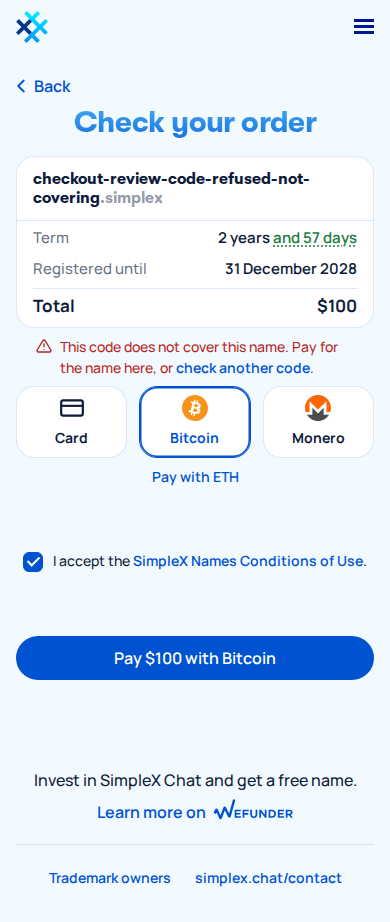 Back
Check your order
checkout-review-code-refused-not-
covering.simplex
Term 2 years and 57 days
Registered until 31 December 2028
Total $100
This code does not cover this name. Pay for
the name here, or check another code.
Card Bitcoin Monero
Pay with ETH
I accept the SimpleX Names Conditions of Use.
Pay $100 with Bitcoin
Invest in SimpleX Chat and get a free name.
Learn more on WEFUNDER
Trademark owners simplex.chat/contact